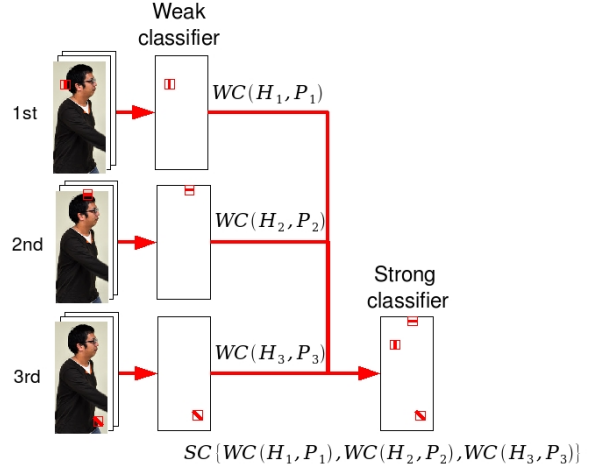 Weak
classifier
1st
WC(H₁,P₁)
2nd
WC(H₂,P₂)
Strong
classifier
3rd
WC(H₃,P₃)
SC{WC(H₁,P₁),WC(H₂,P₂),WC(H₃,P₃)}